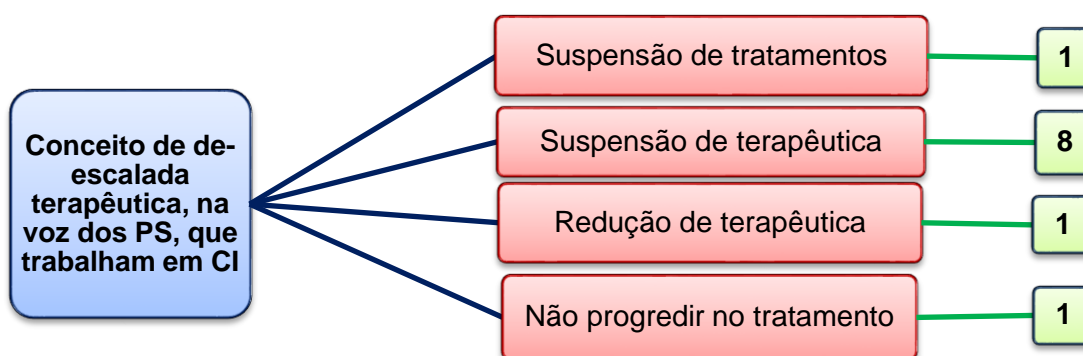 Conceito de de-
escalada
terapêutica, na
voz dos PS, que
trabalham em CI
Suspensão de tratamentos
1
Suspensão de terapêutica
8
Redução de terapêutica
1
Não progredir no tratamento
1